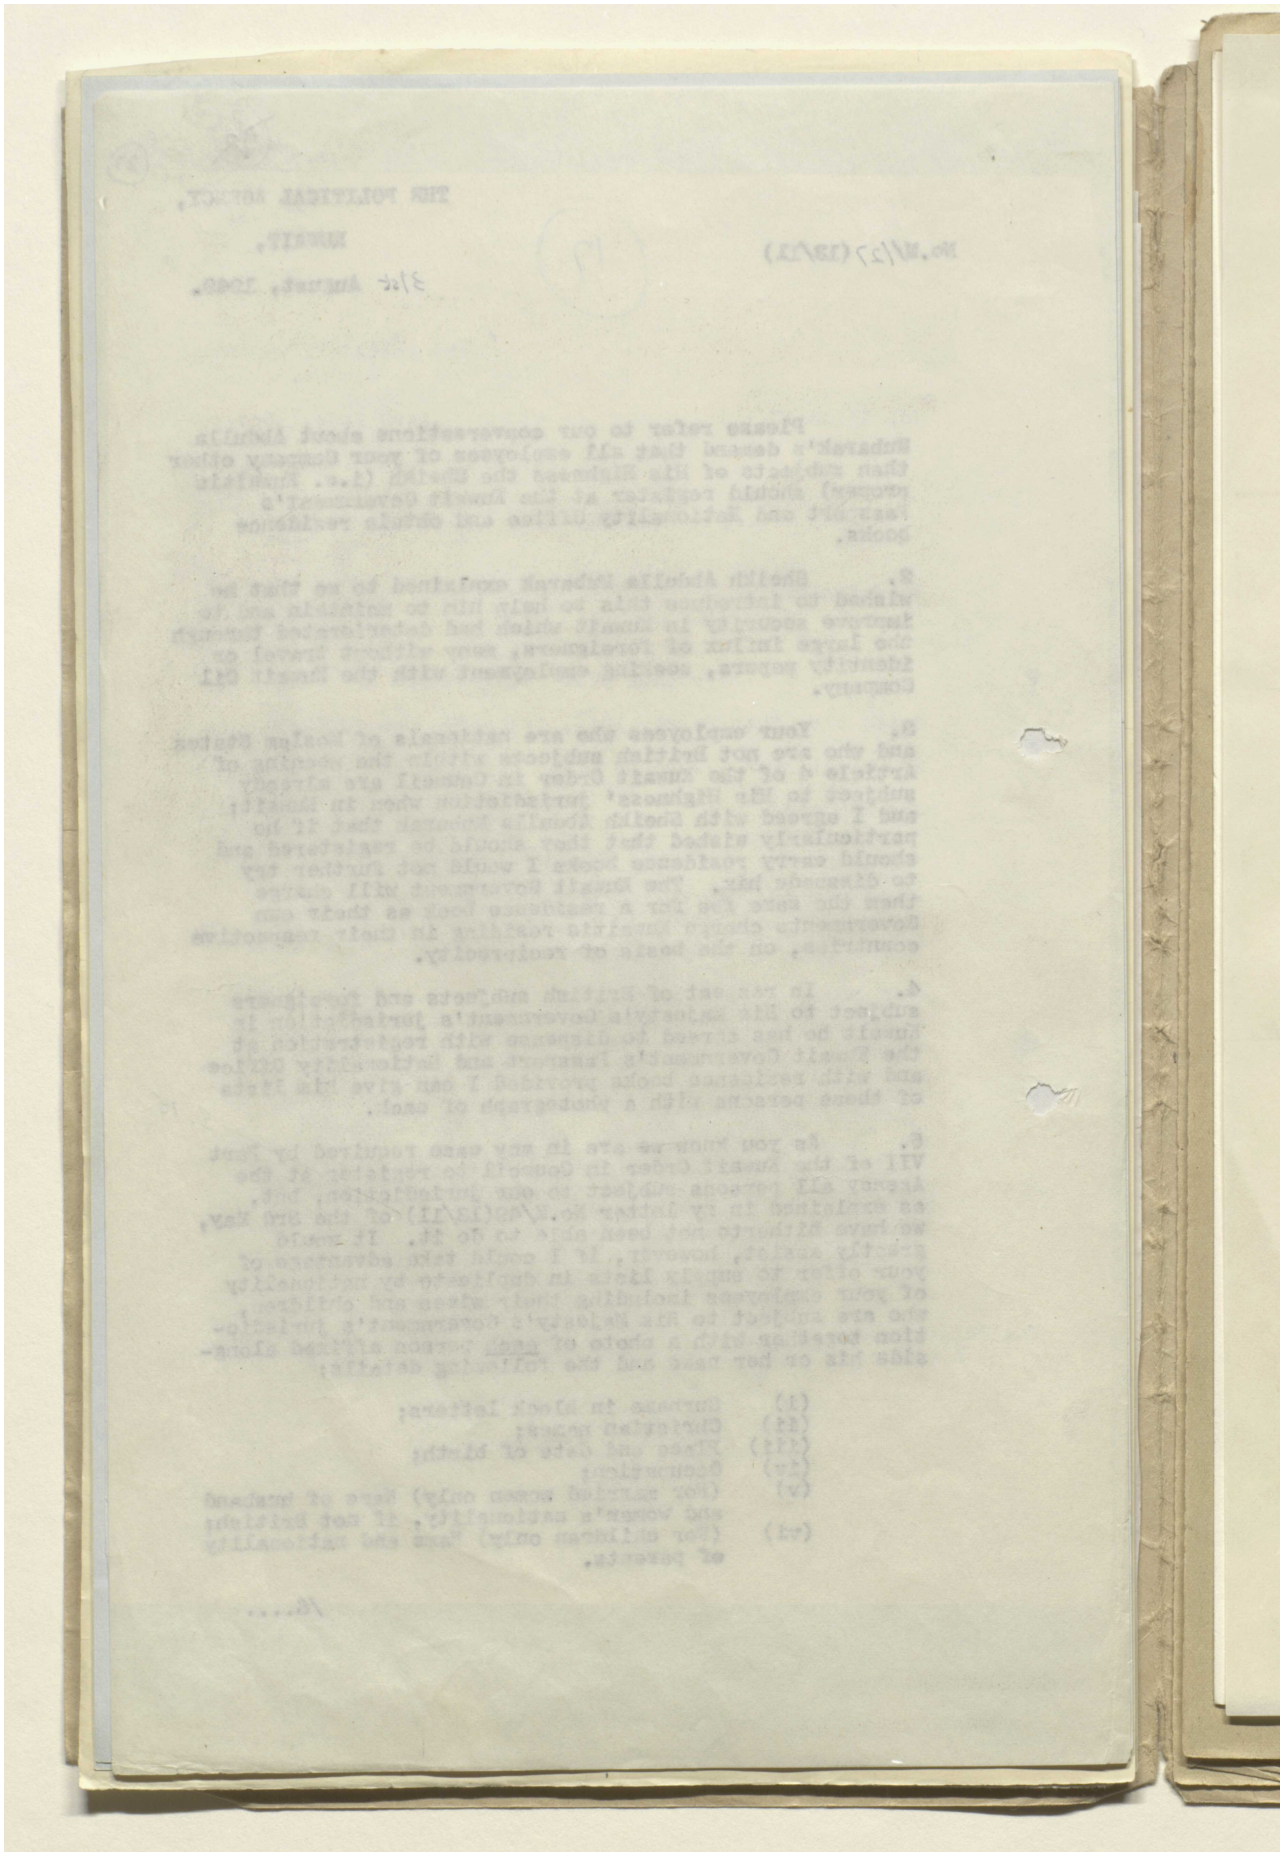 THE POLITICAL AGENCY,
KUWAIT,
No. (13/11)
31st August, 1949.
Please refer to our conversations about Abdulla
Mubarak's demand that all employees of your Company other
than subjects of His Highness the Sheikh (i.e. Kuwaitis
proper) should register at the Kuwait Government's
Passport and Nationality Office and obtain residence
books.
2. Sheikh Abdulla Mubarak explained to me that he
wished to introduce this to help him to maintain and to
improve security in Kuwait which had deteriorated through
the large influx of foreigners, many without travel or
identity papers, seeking employment with the Kuwait Oil
Company.
3. Your employees who are nationals of Moslem States
and who are not British subjects within the meaning of
Article 4 of the Kuwait Order in Council are already
subject to His Highness' jurisdiction when in Kuwait;
and I agreed with Sheikh Abdulla Mubarak that if he
particularly wished that they should be registered and
should carry residence books I would not further try
to dissuade him. The Kuwait Government will charge
them the same fee for a residence book as their own
Governments charge Kuwaitis residing in their respective
countries, on the basis of reciprocity.
4. In respect of British subjects and foreigners
subject to His Majesty's Government's jurisdiction in
Kuwait he has agreed to dispense with registration at
the Kuwait Government's Passport and Nationality Office
and with residence books provided I can give him lists
of these persons with a photograph of each.
5. As you know we are in any case required by Part
VII of the Kuwait Order in Council to register at the
Agency all persons subject to our jurisdiction, but,
as explained in my letter No. (13/11) of the 3rd May,
we have hitherto not been able to do it. It would
greatly assist, however, if I could take advantage of
your offer to supply lists in duplicate by nationality
of your employees including their wives and children,
who are subject to His Majesty's Government's jurisdic-
tion together with a photo of each person affixed along-
side his or her name and the following details;
(i) Surname in block letters;
(ii) Christian names;
(iii) Place and date of birth;
(iv) Occupation;
(v) (For married women only) Name of husband
and women's nationality, if not British;
(vi) (For children only) Name and nationality
of parents.
/6....